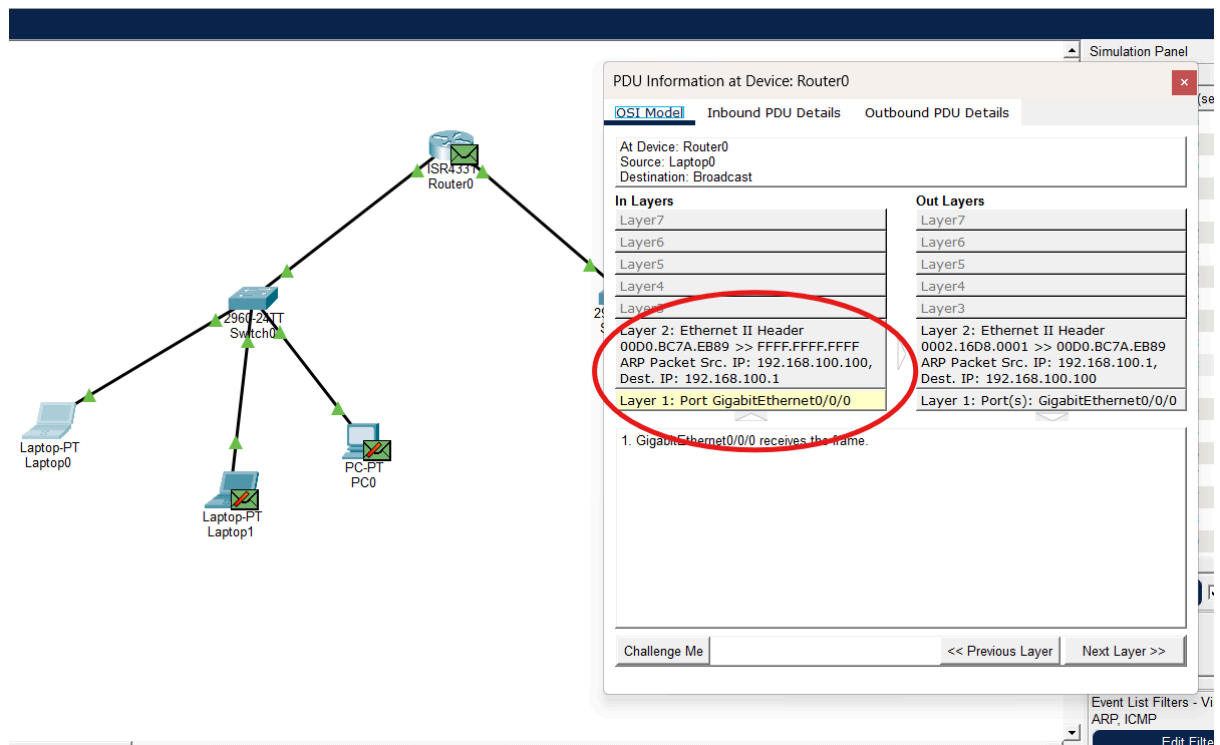 Simulation Panel
PDU Information at Device: Router0
(se
OSI Model Inbound PDU Details Outbound PDU Details
At Device: Router0
Source: Laptop0
Destination: Broadcast
In Layers Out Layers
Layer7 Layer7
Layer6 Layer6
Layer5 Layer5
Layer4 Layer4
Layer3 Layer3
Layer 2: Ethernet II Header
00D0.BC7A.EB89 >> FFFF.FFFF.FFFF
ARP Packet Src. IP: 192.168.100.100,
Dest. IP: 192.168.100.1
Layer 1: Port GigabitEthernet0/0/0
Layer 2: Ethernet II Header
0002.16D8.0001 >> 00D0.BC7A.EB89
ARP Packet Src. IP: 192.168.100.1,
Dest. IP: 192.168.100.100
Layer 1: Port(s): GigabitEthernet0/0/0
1. GigabitEthernet0/0/0 receives the frame.
Challenge Me << Previous Layer Next Layer >>
ISR4331
Router0
2960-24TT
Switch0
29
S
Laptop-PT
Laptop0
Laptop-PT
Laptop1
PC-PT
PC0
Event List Filters - Vi
ARP, ICMP
Edit Filte